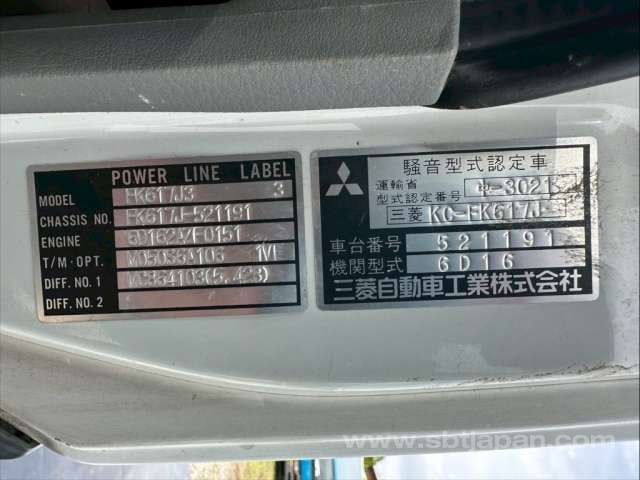 POWER LINE LABEL
MODEL FK617J3 3
CHASSIS NO. FK617J-521191
ENGINE
T/M·OPT.
DIFF. NO. 1
DIFF. NO. 2
騒音型式認定車
運輸省
型式認定番号
三菱 KC-FK617J
車台番号 521191
機関型式 6D16
三菱自動車工業株式会社
www.sbtjapan.com